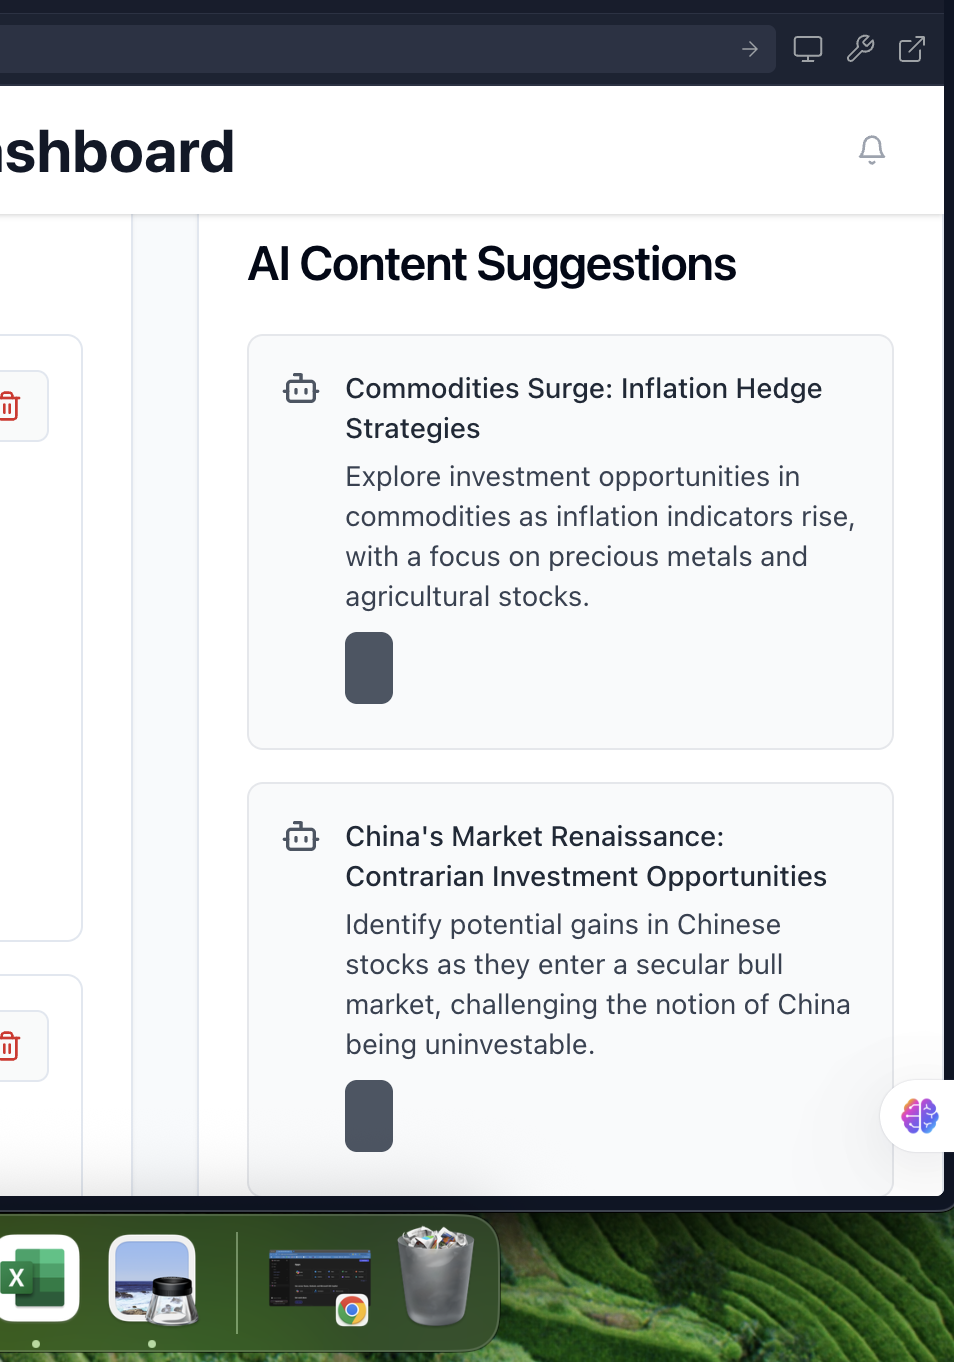 shboard
AI Content Suggestions
Commodities Surge: Inflation Hedge
Strategies
Explore investment opportunities in
commodities as inflation indicators rise,
with a focus on precious metals and
agricultural stocks.
China's Market Renaissance:
Contrarian Investment Opportunities
Identify potential gains in Chinese
stocks as they enter a secular bull
market, challenging the notion of China
being uninvestable.
X